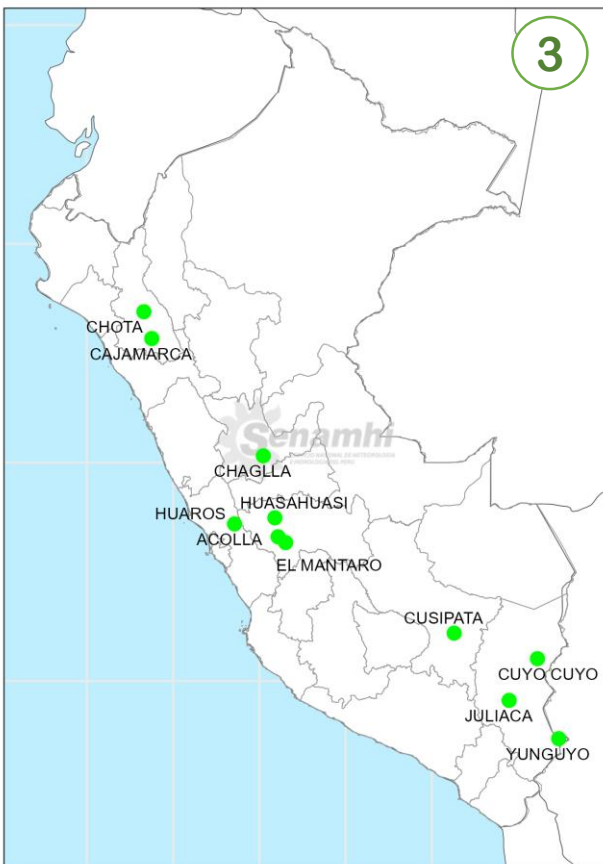 3
CHOTA
CAJAMARCA
Senamhi
CHAGLLA
HUASAHUASI
HUAROS
ACOLLA
EL MANTARO
CUSIPATA
CUYO CUYO
JULIACA
YUNGUYO